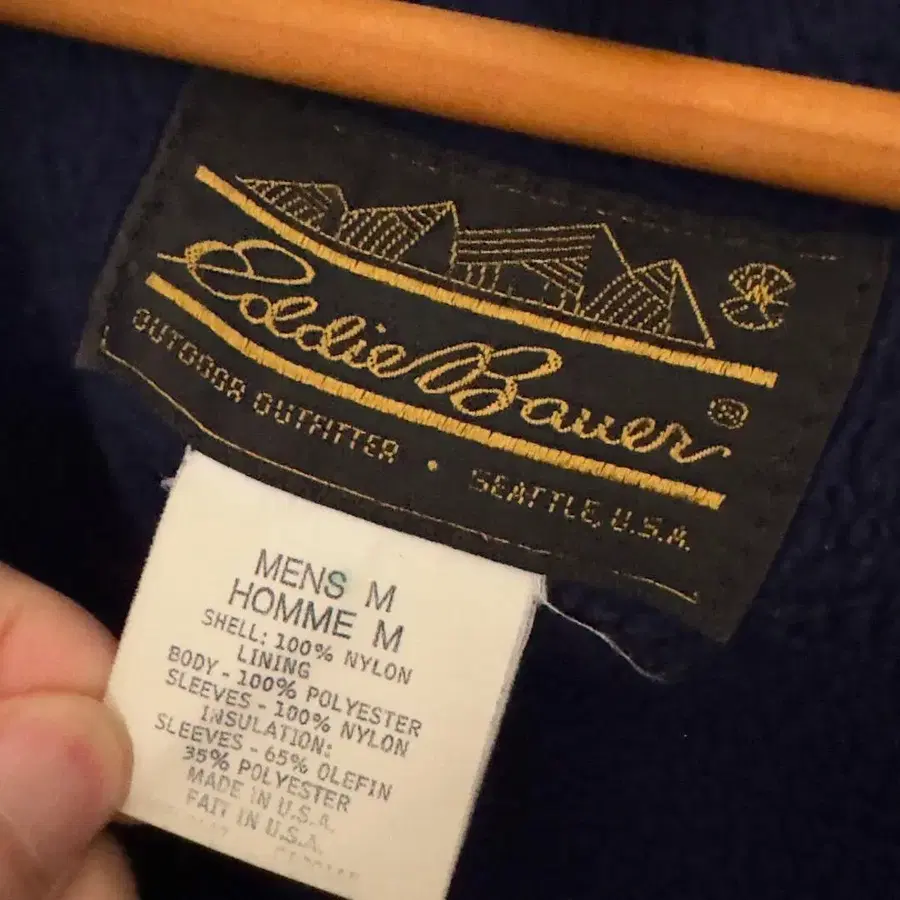 Eddie Bauer®
OUTDOOR OUTFITTER • SEATTLE, U.S.A.
MENS M
HOMME M
SHELL: 100% NYLON
LINING
BODY - 100% POLYESTER
SLEEVES - 100% NYLON
INSULATION:
SLEEVES - 65% OLEFIN
35% POLYESTER
MADE IN U.S.A.
FAIT IN U.S.A.